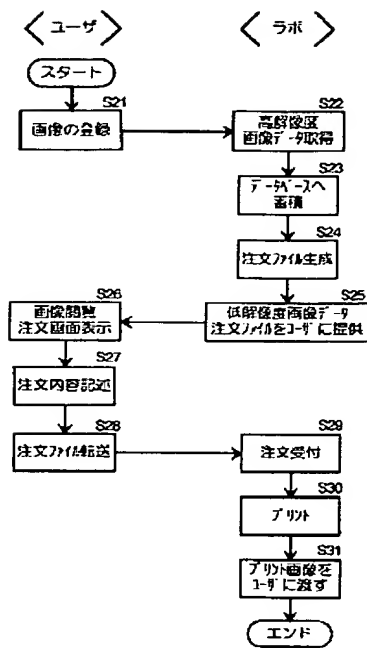 〈ユーザ〉
〈ラボ〉
スタート
S21
画像の登録
S22
高解像度
画像データ取得
S23
データベースへ
蓄積
S24
注文ファイル生成
S25
低解像度画像データ
注文ファイルをユーザに提供
S26
画像閲覧
注文画面表示
S27
注文内容記述
S28
注文ファイル転送
S29
注文受付
S30
プリント
S31
プリント画像を
ユーザに渡す
エンド